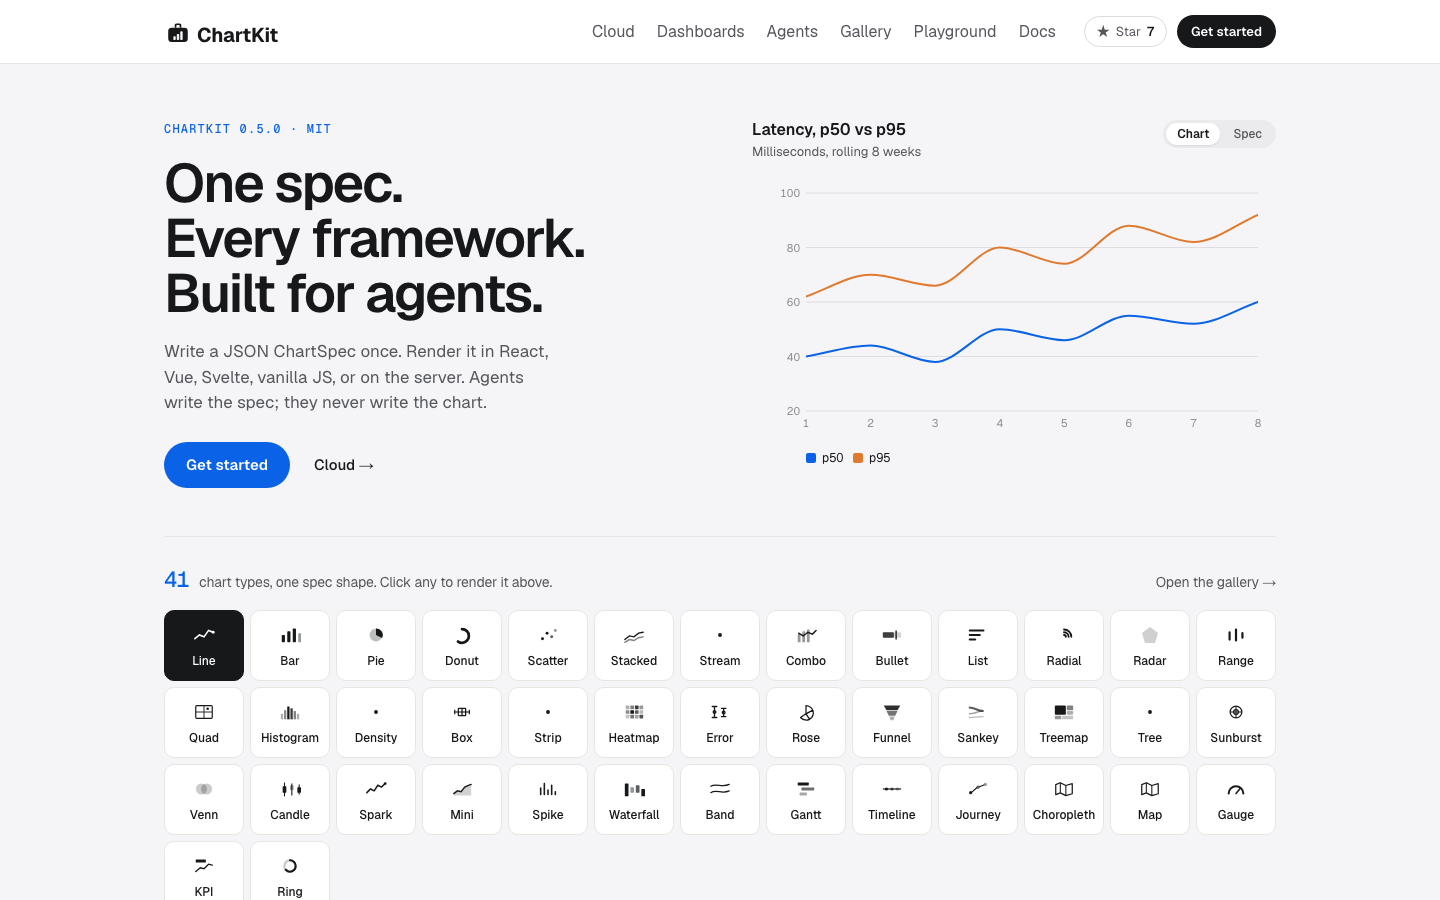 ChartKit
Cloud Dashboards Agents Gallery Playground Docs ★ Star 7 Get started
CHARTKIT 0.5.0 · MIT
One spec.
Every framework.
Built for agents.
Write a JSON ChartSpec once. Render it in React,
Vue, Svelte, vanilla JS, or on the server. Agents
write the spec; they never write the chart.
Get started Cloud →
Latency, p50 vs p95
Milliseconds, rolling 8 weeks
Chart Spec
100
80
60
40
20
1 2 3 4 5 6 7 8
p50 p95
41 chart types, one spec shape. Click any to render it above.
Open the gallery →
Line Bar Pie Donut Scatter Stacked Stream Combo Bullet List Radial Radar Range
Quad Histogram Density Box Strip Heatmap Error Rose Funnel Sankey Treemap Tree Sunburst
Venn Candle Spark Mini Spike Waterfall Band Gantt Timeline Journey Choropleth Map Gauge
KPI Ring